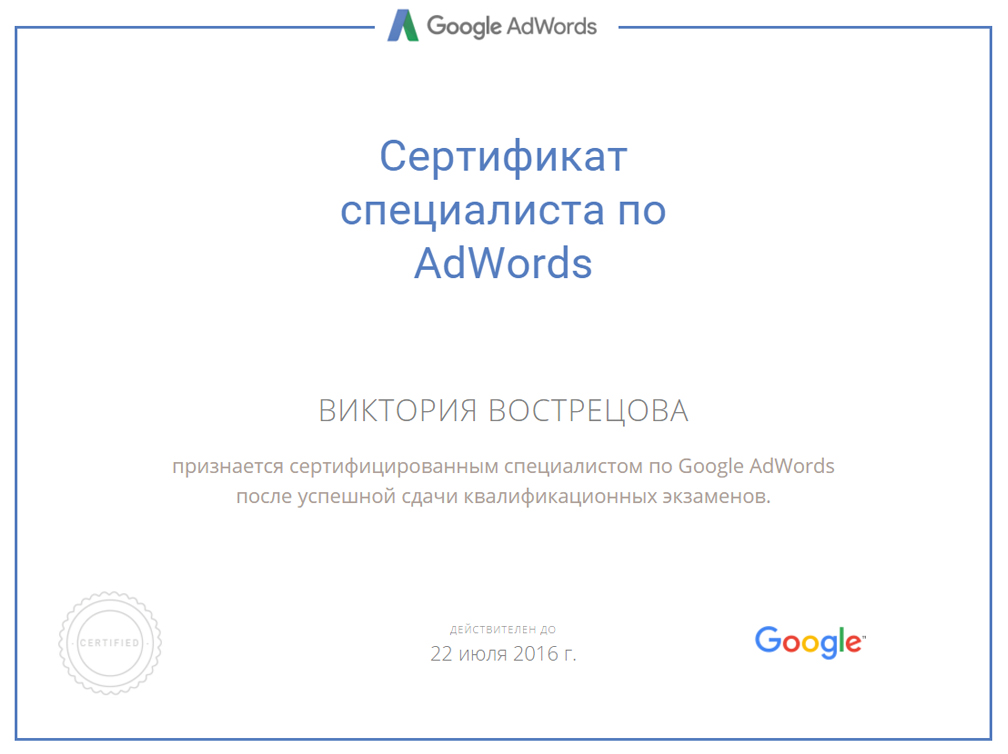 Google AdWords
Сертификат
специалиста по
AdWords
ВИКТОРИЯ ВОСТРЕЦОВА
признается сертифицированным специалистом по Google AdWords
после успешной сдачи квалификационных экзаменов.
CERTIFIED
ДЕЙСТВИТЕЛЕН ДО
22 июля 2016 г.
Google™